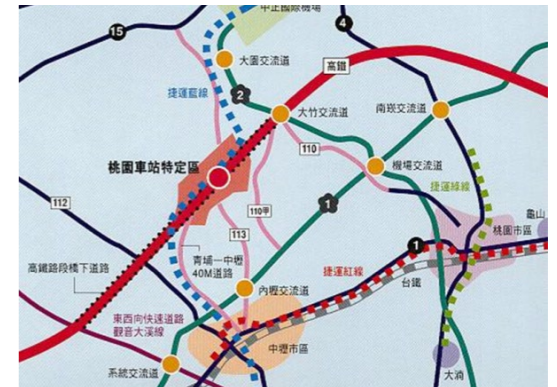 中正國際機場
15
4
大園交流道
高鐵
捷運藍線
2
大竹交流道
南崁交流道
110
桃園車站特定區
機場交流道
捷運綠線
112
110甲
1
龜山
桃園市區
113
1
青埔一中壢
40M道路
捷運紅線
高鐵路段橋下道路
台鐵
內壢交流道
東西向快速道路
觀音大溪線
中壢市區
大湳
系統交流道